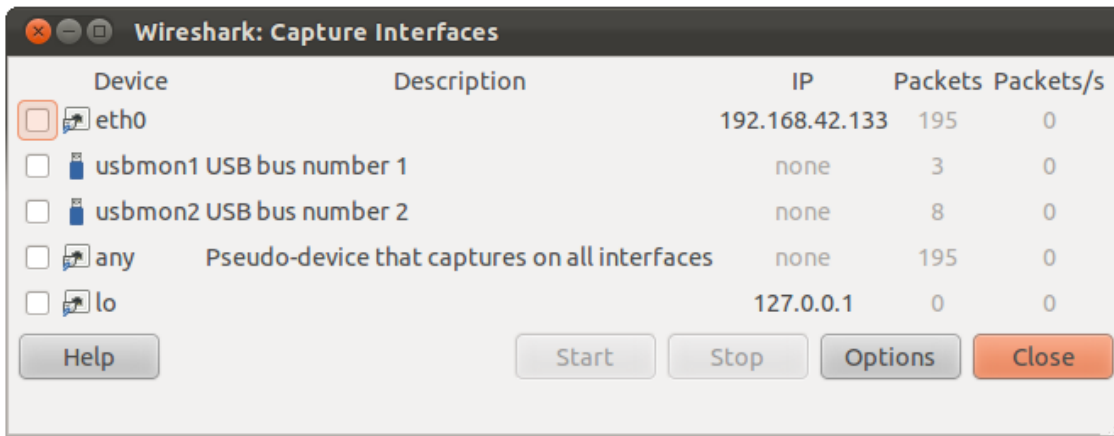 Wireshark: Capture Interfaces
Device Description IP Packets Packets/s
eth0 192.168.42.133 195 0
usbmon1 USB bus number 1 none 3 0
usbmon2 USB bus number 2 none 8 0
any Pseudo-device that captures on all interfaces none 195 0
lo 127.0.0.1 0 0
Help Start Stop Options Close